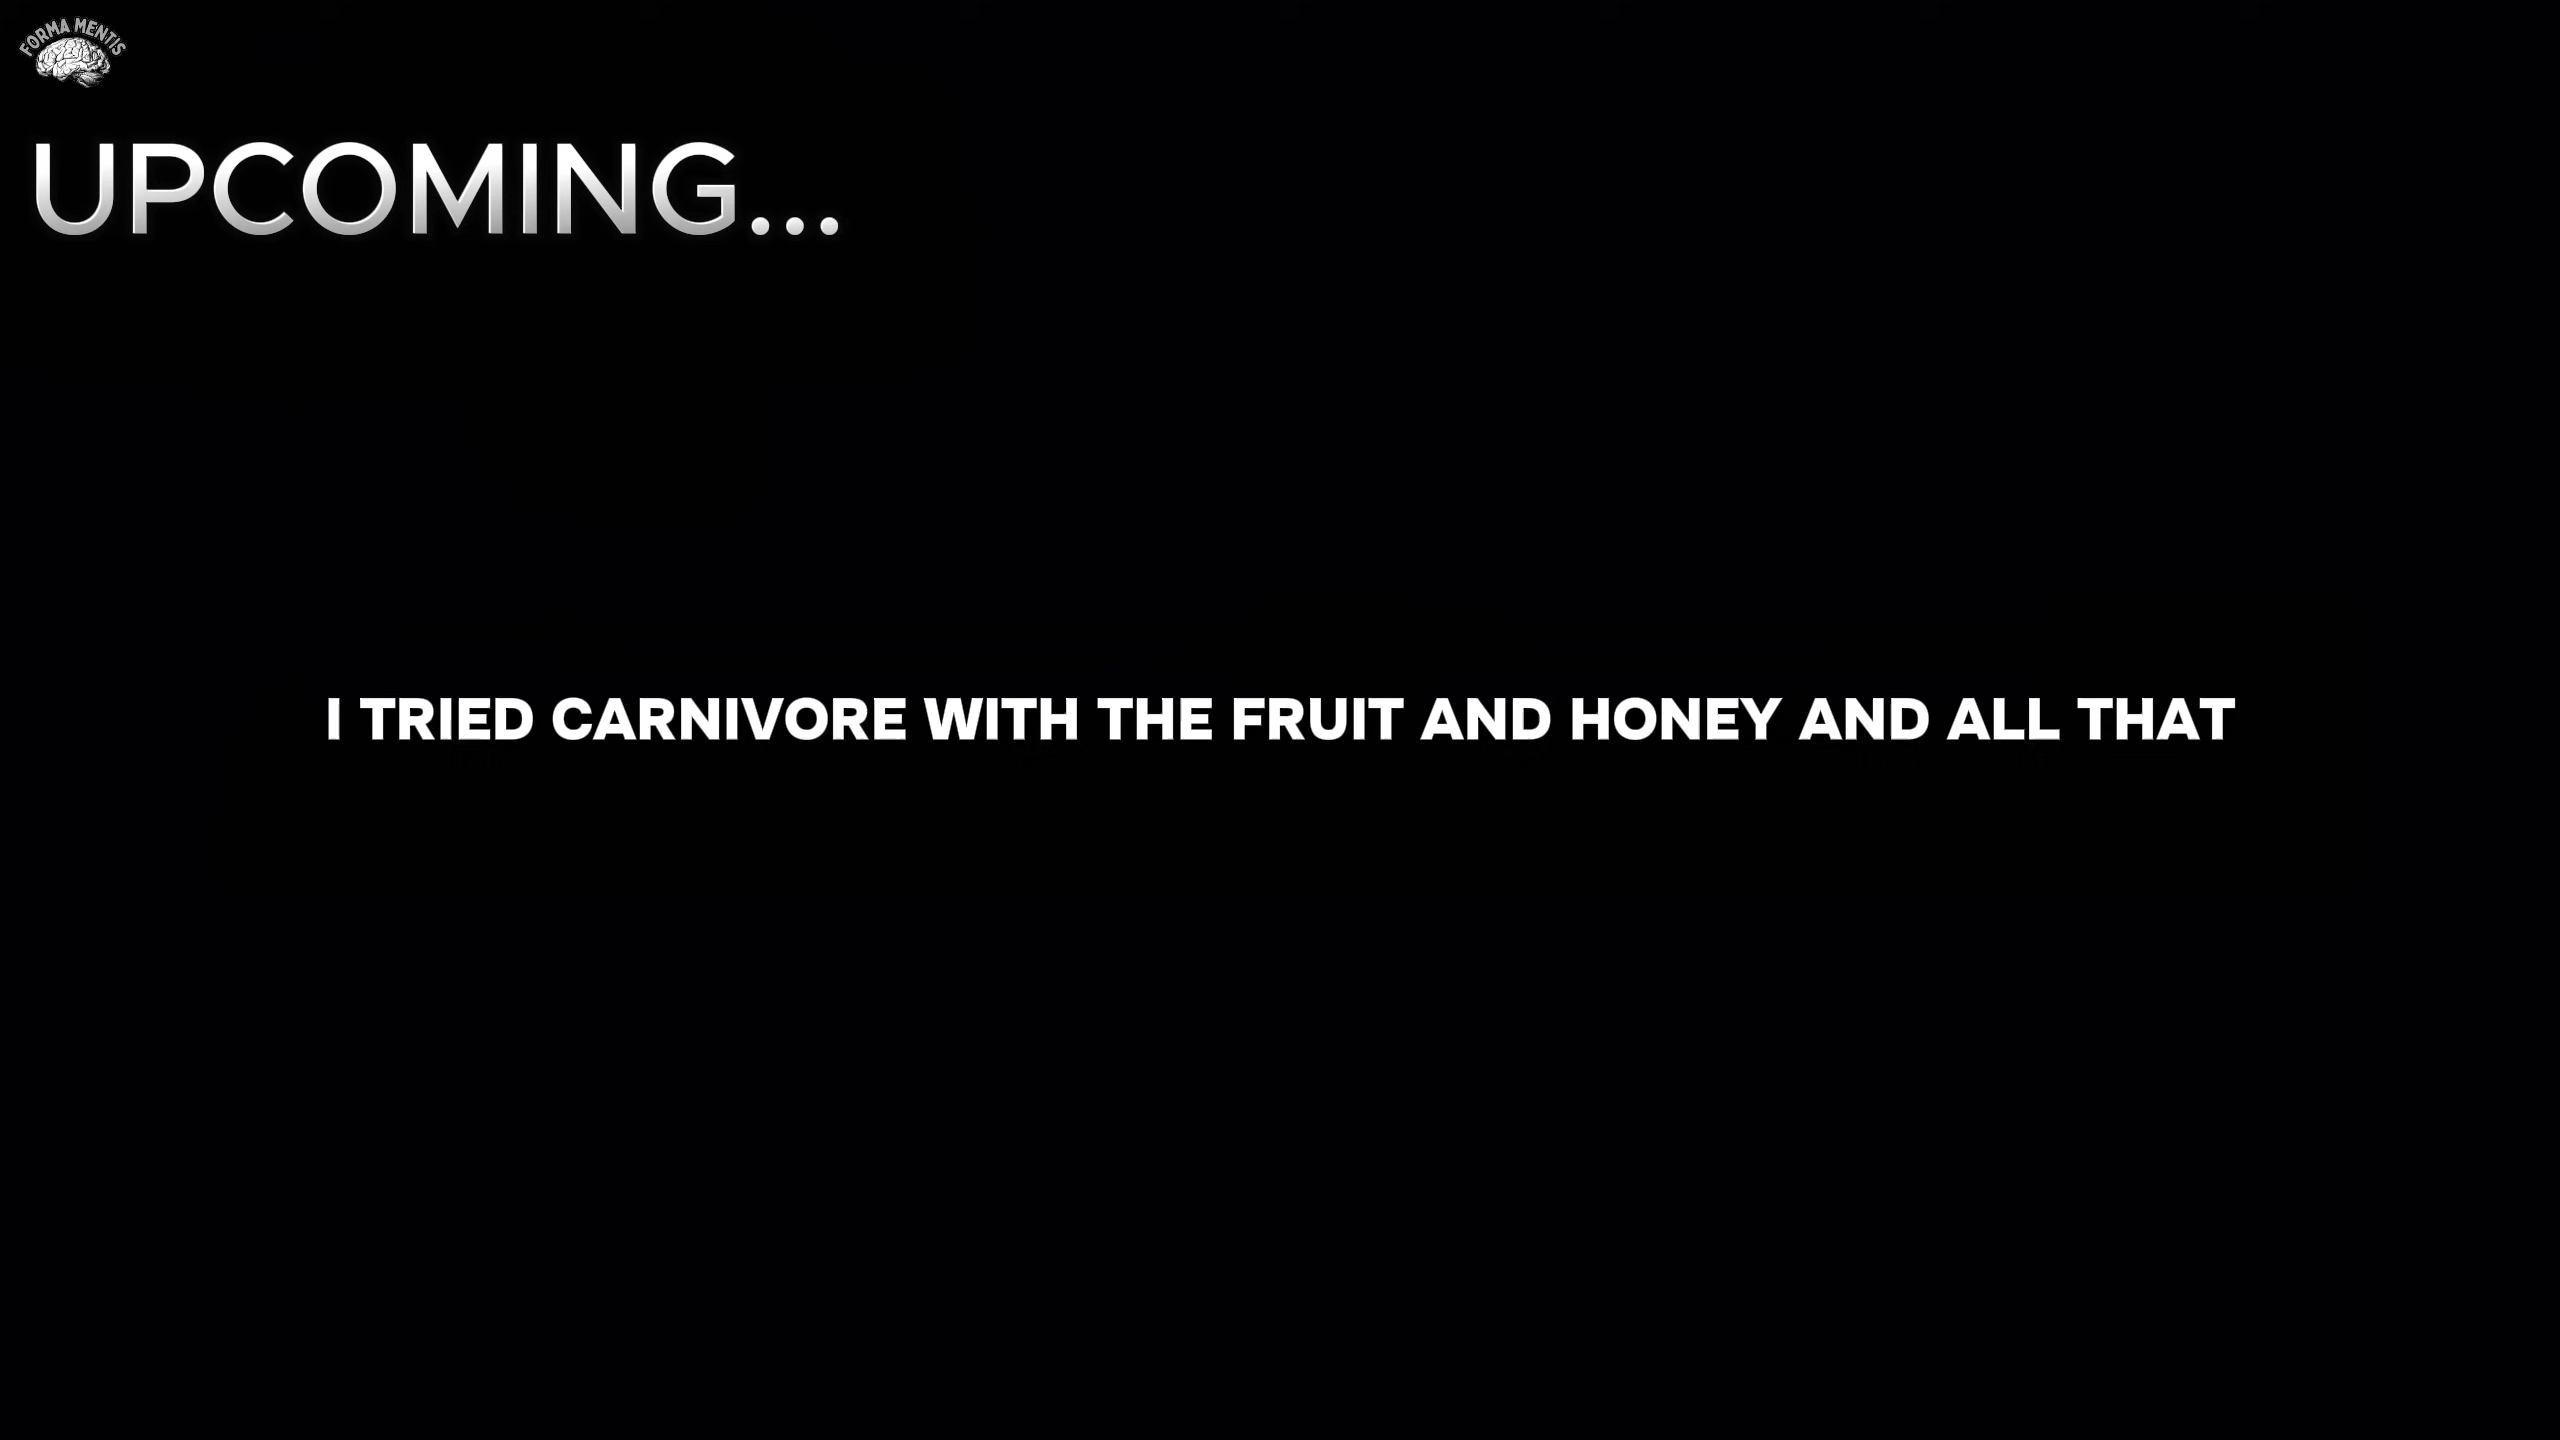 FORMA MENTIS
UPCOMING...
I TRIED CARNIVORE WITH THE FRUIT AND HONEY AND ALL THAT